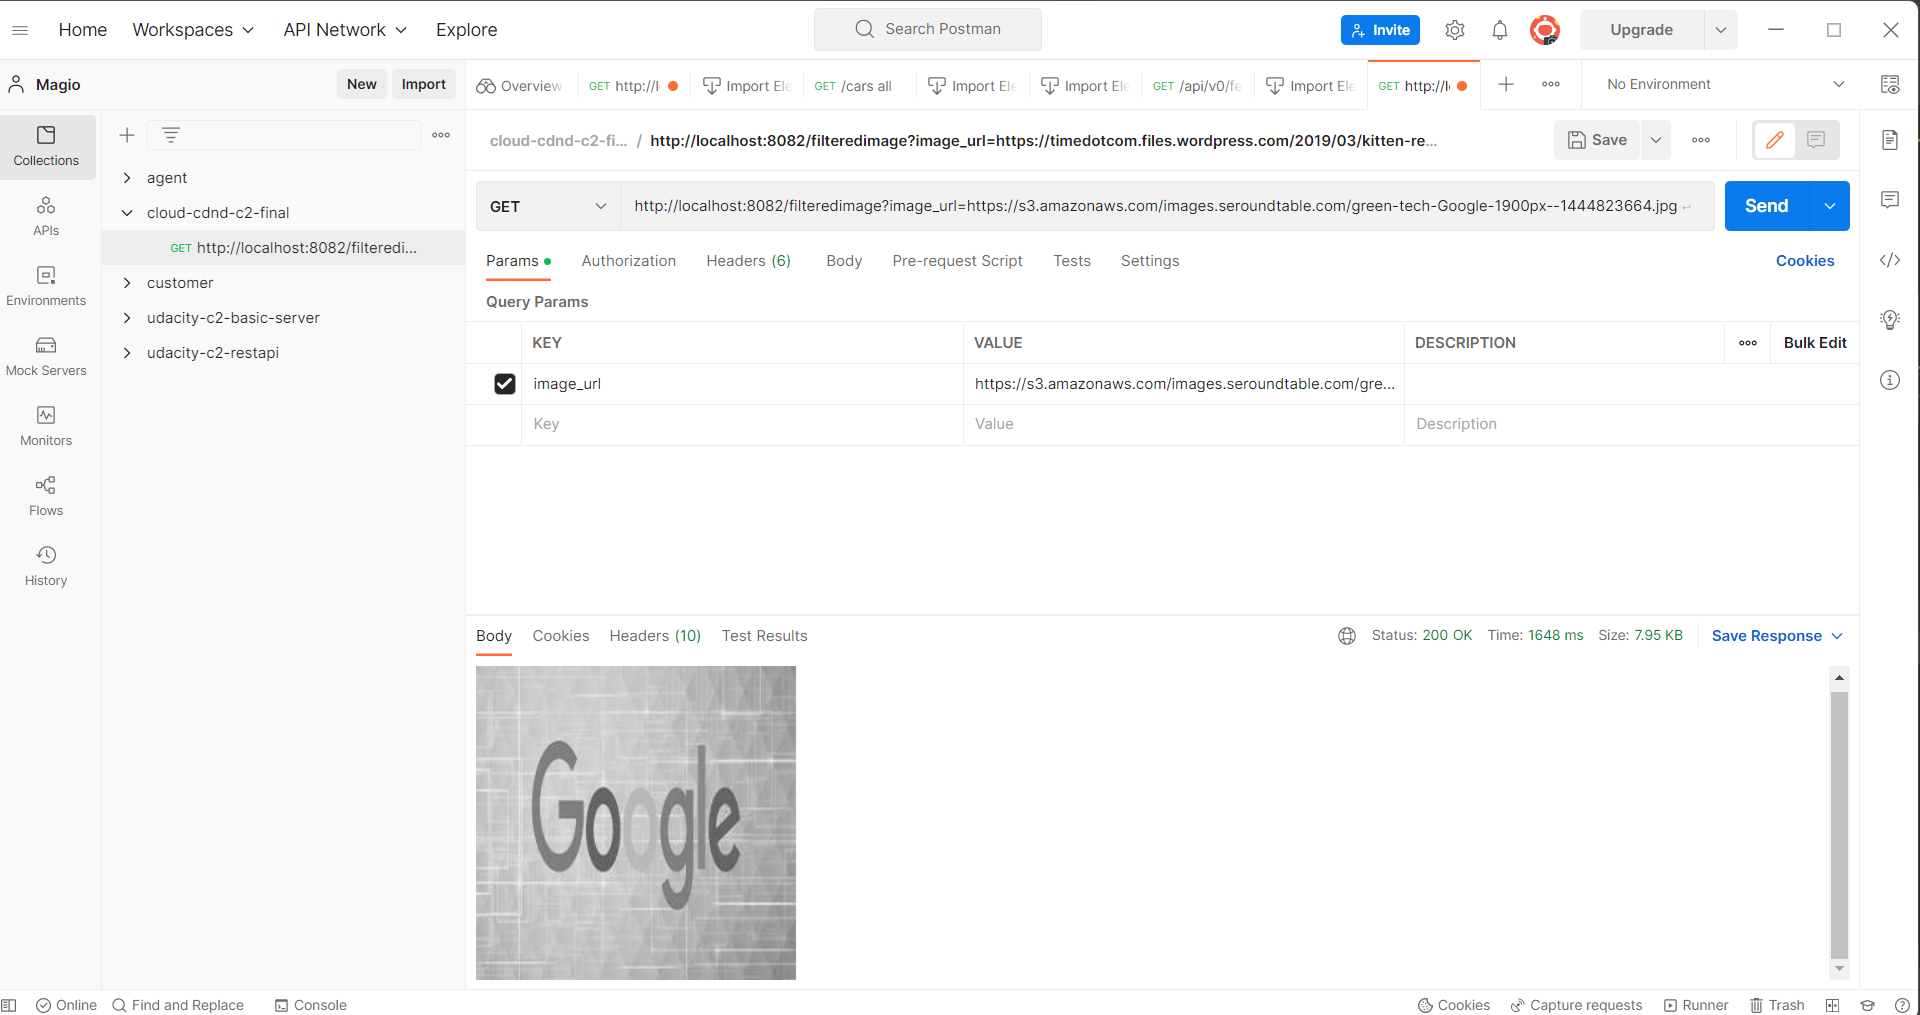 Home Workspaces API Network Explore Search Postman Invite Upgrade
Magio New Import Overview GET http://l Import Ele GET /cars all Import Ele Import Ele GET /api/v0/fe Import Ele GET http://l No Environment
Collections
APIs
Environments
Mock Servers
Monitors
Flows
History
agent
cloud-cdnd-c2-final
GET http://localhost:8082/filteredi...
customer
udacity-c2-basic-server
udacity-c2-restapi
cloud-cdnd-c2-fi... / http://localhost:8082/filteredimage?image_url=https://timedotcom.files.wordpress.com/2019/03/kitten-re... Save
GET http://localhost:8082/filteredimage?image_url=https://s3.amazonaws.com/images.seroundtable.com/green-tech-Google-1900px--1444823664.jpg Send
Params Authorization Headers (6) Body Pre-request Script Tests Settings Cookies
Query Params
KEY VALUE DESCRIPTION Bulk Edit
image_url https://s3.amazonaws.com/images.seroundtable.com/gre...
Key Value Description
Body Cookies Headers (10) Test Results Status: 200 OK Time: 1648 ms Size: 7.95 KB Save Response
Google
Online Find and Replace Console Cookies Capture requests Runner Trash